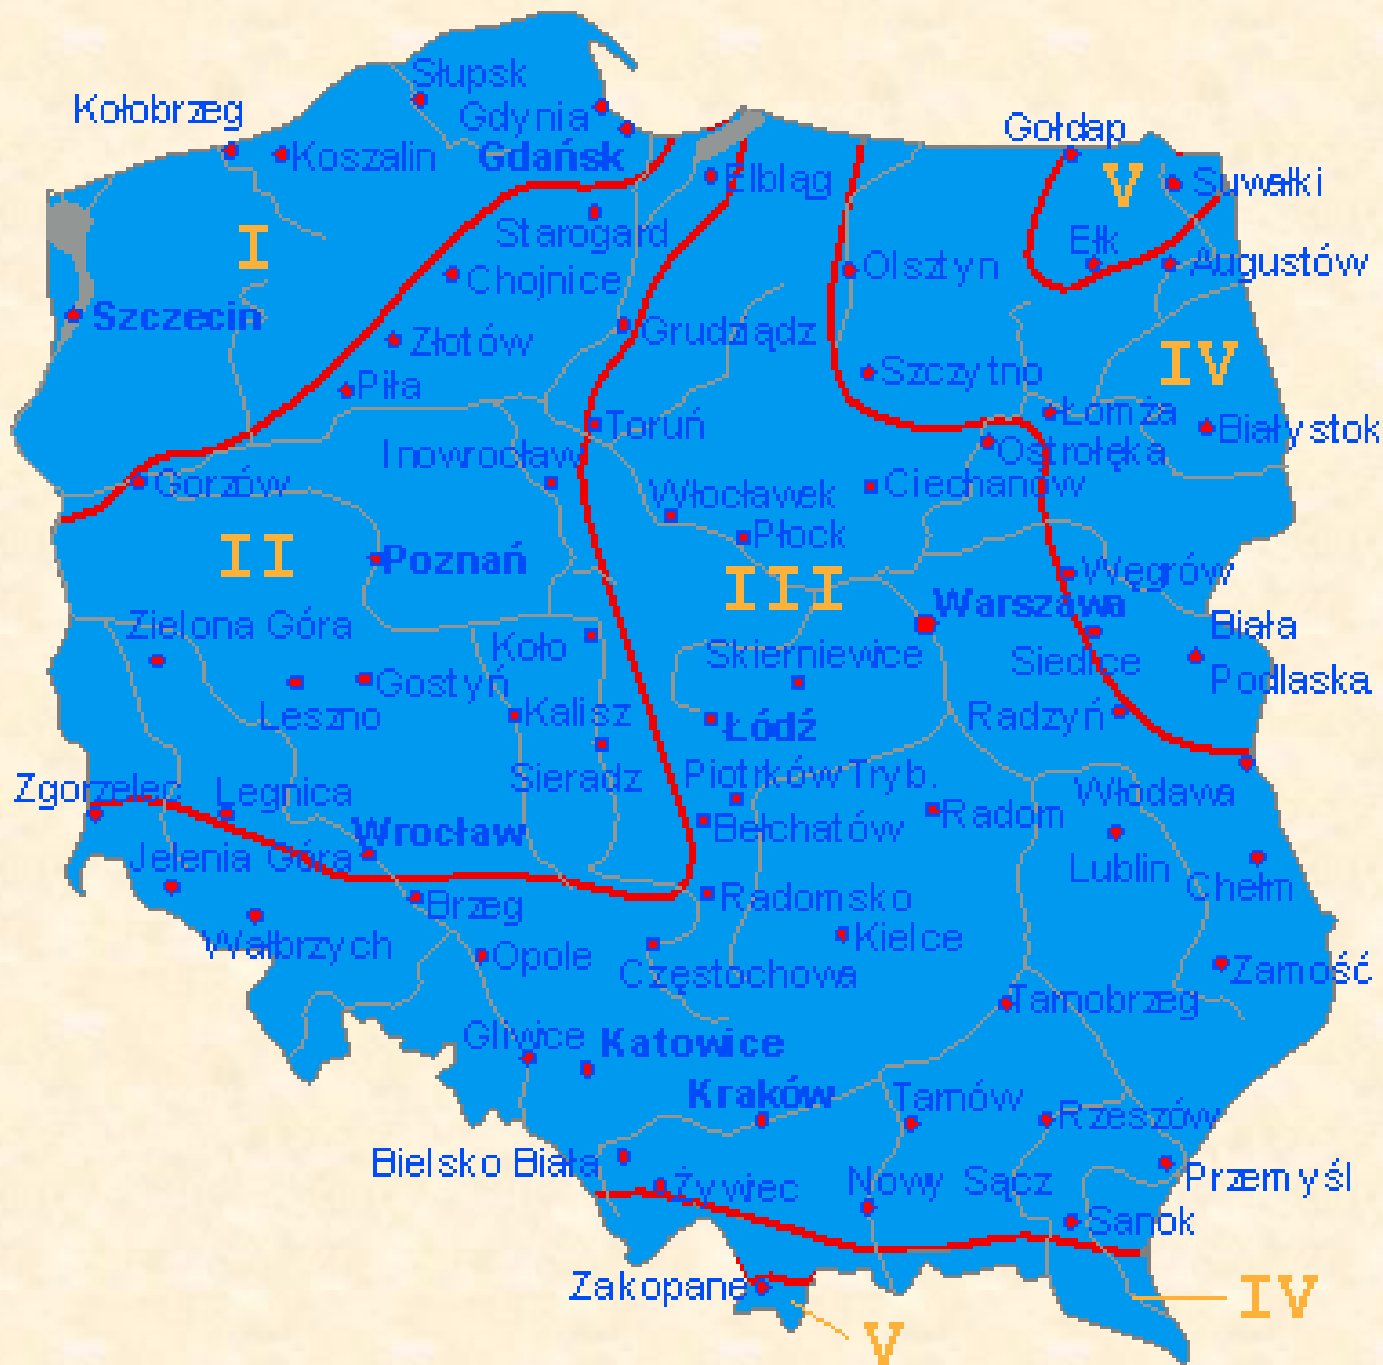 Słupsk
Kołobrzeg
Gdynia
Gołdap
Koszalin
Gdańsk
V
Suwałki
Elbląg
Starogard
I
Ełk
Augustów
Chojnice
Olsztyn
Szczecin
Grudziądz
Złotów
IV
Szczytno
Piła
Łomża
Toruń
Białystok
Inowrocław
Ostrołęka
Gorzów
Ciechanów
Włocławek
Płock
II
Poznań
III
Węgrów
Warszawa
Zielona Góra
Biała
Podlaska
Koło
Skierniewice
Siedlce
Gostyń
Leszno
Kalisz
Radzyń
Łódź
Sieradz
Piotrków Tryb.
Zgorzelec
Legnica
Włodawa
Radom
Wrocław
Bełchatów
Jelenia Góra
Lublin
Chełm
Brzeg
Radomsko
Wałbrzych
Opole
Kielce
Częstochowa
Zamość
Tarnobrzeg
Gliwice
Katowice
Kraków
Tarnów
Rzeszów
Bielsko Biała
Żywiec
Nowy Sącz
Przemyśl
Sanok
Zakopane
IV
V